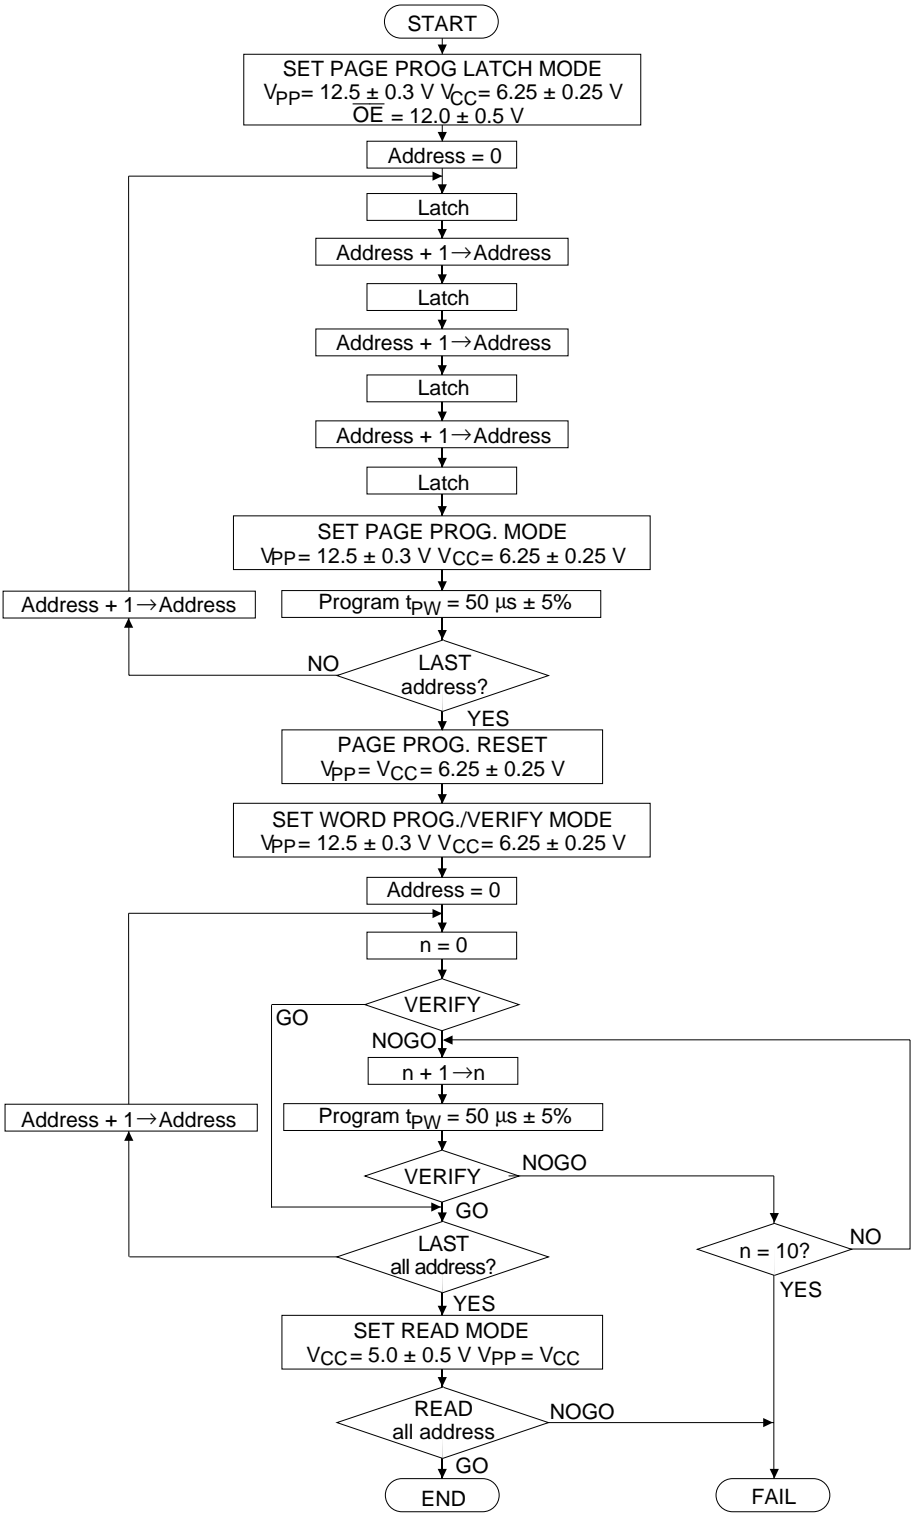 START
SET PAGE PROG LATCH MODE
VPP= 12.5 ± 0.3 V VCC= 6.25 ± 0.25 V
OE = 12.0 ± 0.5 V
Address = 0
Latch
Address + 1→Address
Latch
Address + 1→Address
Latch
Address + 1→Address
Latch
SET PAGE PROG. MODE
VPP= 12.5 ± 0.3 V VCC= 6.25 ± 0.25 V
Address + 1→Address
Program tPW = 50 µs ± 5%
NO
LAST
address?
YES
PAGE PROG. RESET
VPP= VCC= 6.25 ± 0.25 V
SET WORD PROG./VERIFY MODE
VPP= 12.5 ± 0.3 V VCC= 6.25 ± 0.25 V
Address = 0
n = 0
VERIFY
GO
NOGO
n + 1→n
Address + 1→Address
Program tPW = 50 µs ± 5%
VERIFY
NOGO
GO
LAST
all address?
n = 10?
NO
YES
YES
SET READ MODE
VCC= 5.0 ± 0.5 V VPP = VCC
READ
all address
NOGO
GO
END
FAIL